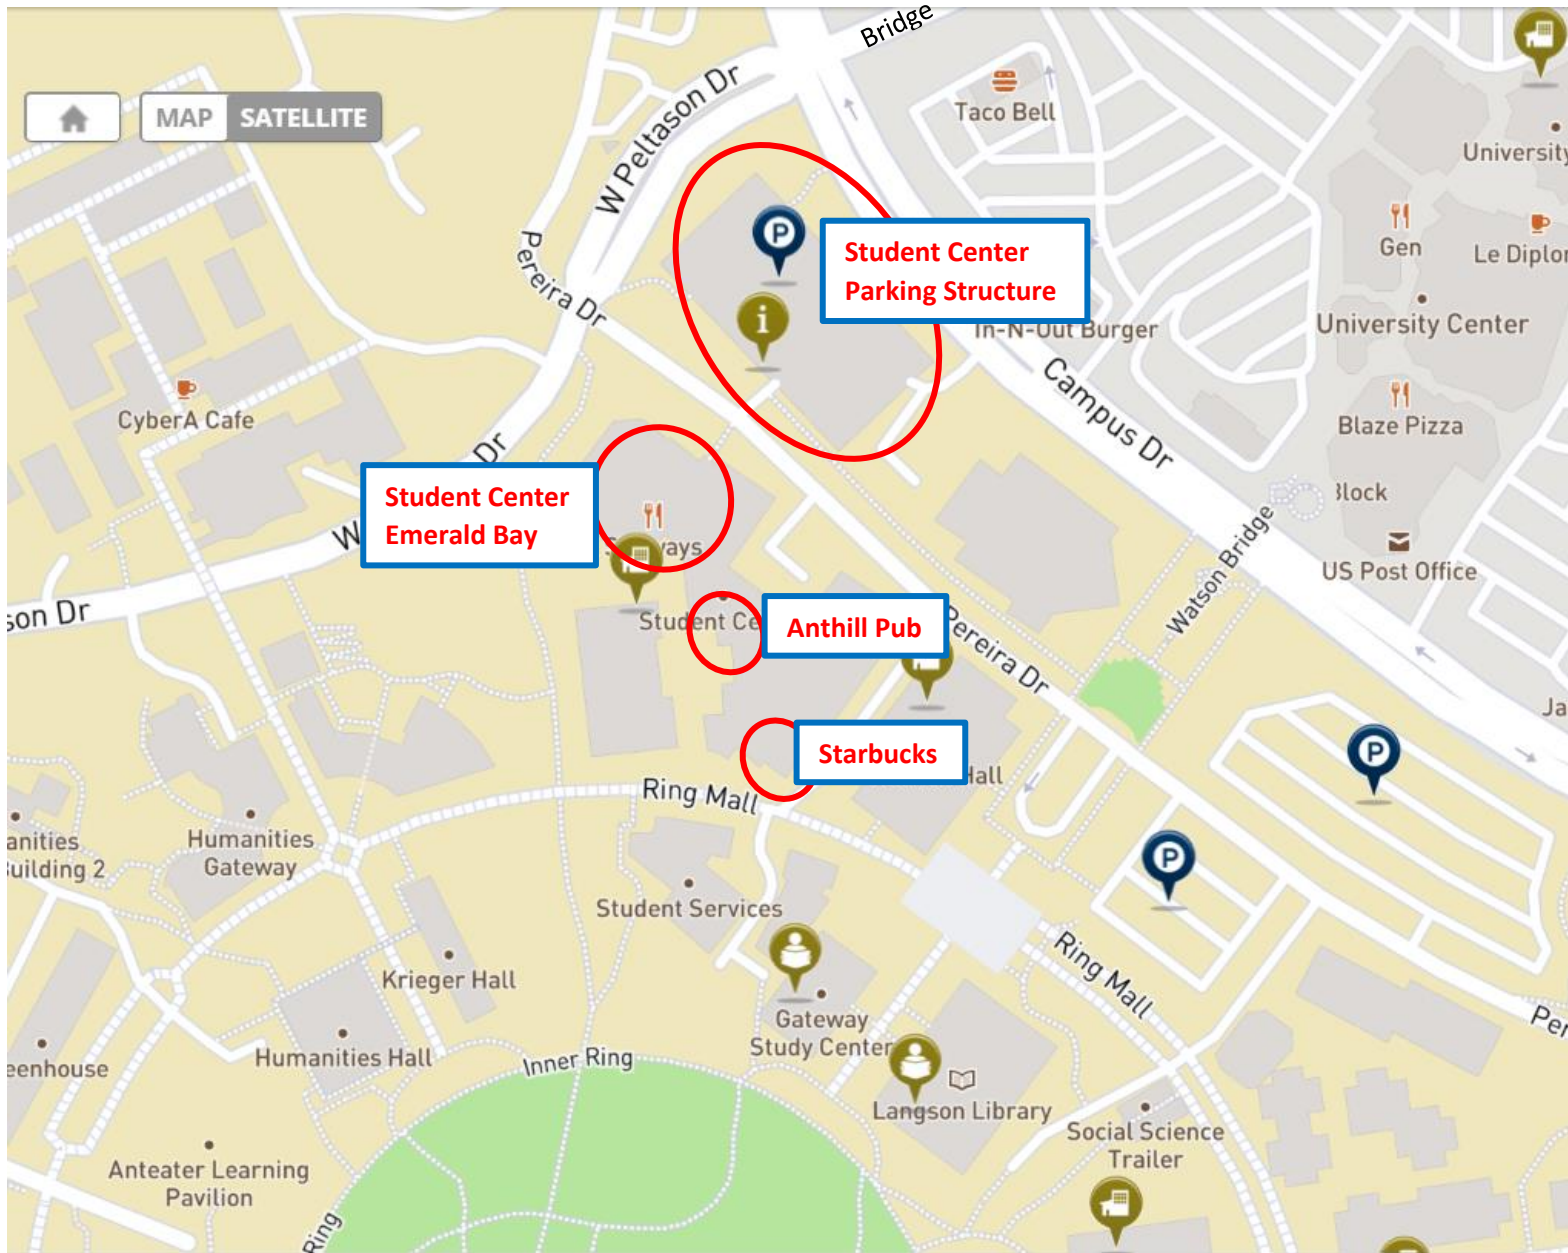 Bridge
MAP
SATELLITE
W Peltason Dr
Taco Bell
University
Pereira Dr
Gen
Le Diplor
Student Center
Parking Structure
In-N-Out Burger
University Center
Campus Dr
CyberA Cafe
Blaze Pizza
Dr
W
Student Center
Emerald Bay
ays
Block
Watson Bridge
US Post Office
son Dr
Student Ce
Anthill Pub
Pereira Dr
Ja
Starbucks
Hall
Ring Mall
anities
uilding 2
Humanities
Gateway
Student Services
Krieger Hall
Ring Mall
Gateway
Study Center
Per
eenhouse
Humanities Hall
Inner Ring
Langson Library
Social Science
Trailer
Anteater Learning
Pavilion
Ring
P
i
P
P